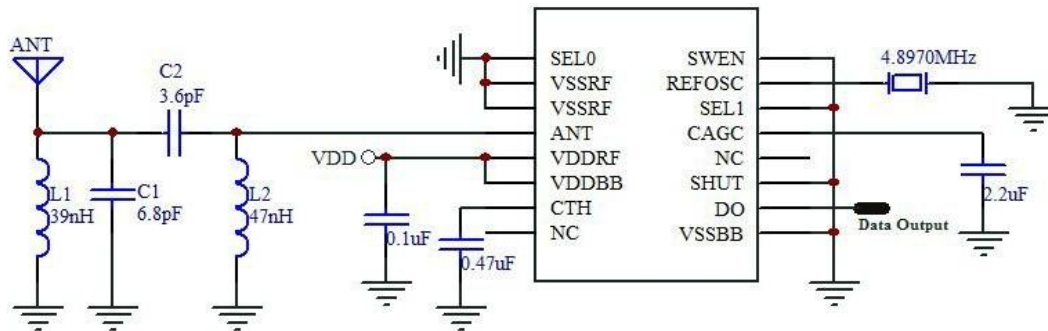 ANT
C2
3.6pF
L1
39nH
C1
6.8pF
L2
47nH
VDD
0.1uF
0.47uF
SEL0
VSSRF
VSSRF
ANT
VDDRF
VDDBB
CTH
NC
SWEN
REFOSC
SEL1
CAGC
NC
SHUT
DO
VSSBB
4.8970MHz
2.2uF
Data Output